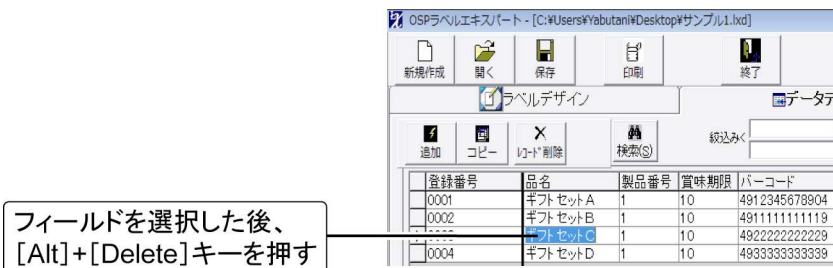 OSPラベルエキスパート - [C:¥Users¥Yabutani¥Desktop¥サンプル1.lxd]
新規作成 開く 保存 印刷 終了
ラベルデザイン データテ
追加 コピー レコード削除 検索(S) 絞込みく
登録番号 品名 製品番号 賞味期限 バーコード
0001 ギフトセットA 1 10 4912345678904
0002 ギフトセットB 1 10 4911111111119
ギフトセットC 1 10 4922222222229
0004 ギフトセットD 1 10 4933333333339
フィールドを選択した後、
[Alt]+[Delete]キーを押す